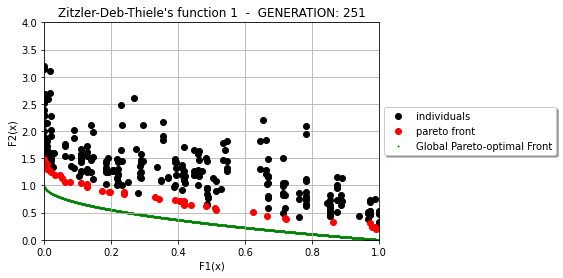 Zitzler-Deb-Thiele's function 1 - GENERATION: 251
4.0
3.5
3.0
2.5
2.0
1.5
1.0
0.5
0.0
F2(x)
individuals
pareto front
Global Pareto-optimal Front
0.0 0.2 0.4 0.6 0.8 1.0
F1(x)